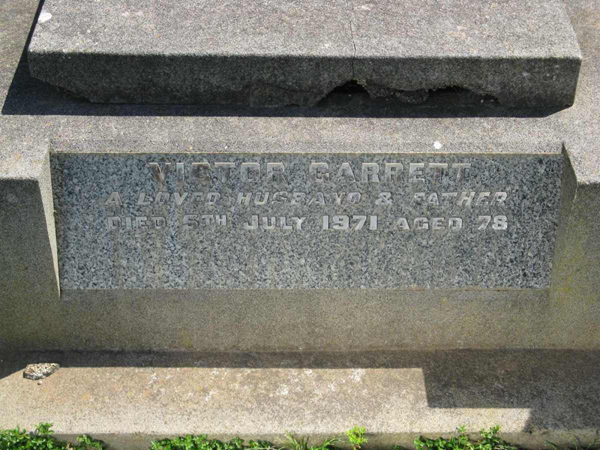 VICTOR GARRETT
A LOVED HUSBAND & FATHER
DIED 5TH JULY 1971 AGED 78